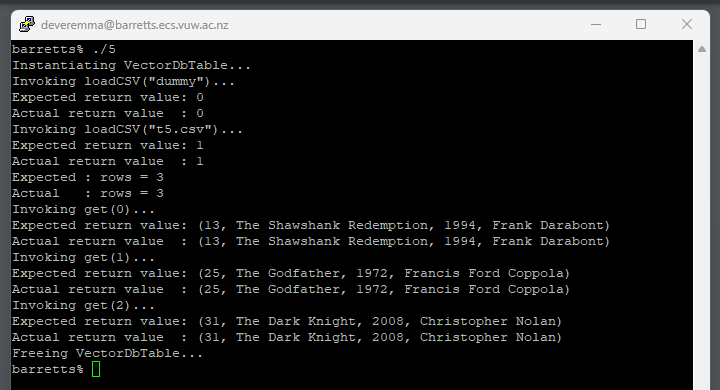 deveremma@barretts.ecs.vuw.ac.nz
barretts% ./5
Instantiating VectorDbTable...
Invoking loadCSV("dummy")...
Expected return value: 0
Actual return value  : 0
Invoking loadCSV("t5.csv")...
Expected return value: 1
Actual return value  : 1
Expected : rows = 3
Actual   : rows = 3
Invoking get(0)...
Expected return value: (13, The Shawshank Redemption, 1994, Frank Darabont)
Actual return value  : (13, The Shawshank Redemption, 1994, Frank Darabont)
Invoking get(1)...
Expected return value: (25, The Godfather, 1972, Francis Ford Coppola)
Actual return value  : (25, The Godfather, 1972, Francis Ford Coppola)
Invoking get(2)...
Expected return value: (31, The Dark Knight, 2008, Christopher Nolan)
Actual return value  : (31, The Dark Knight, 2008, Christopher Nolan)
Freeing VectorDbTable...
barretts%